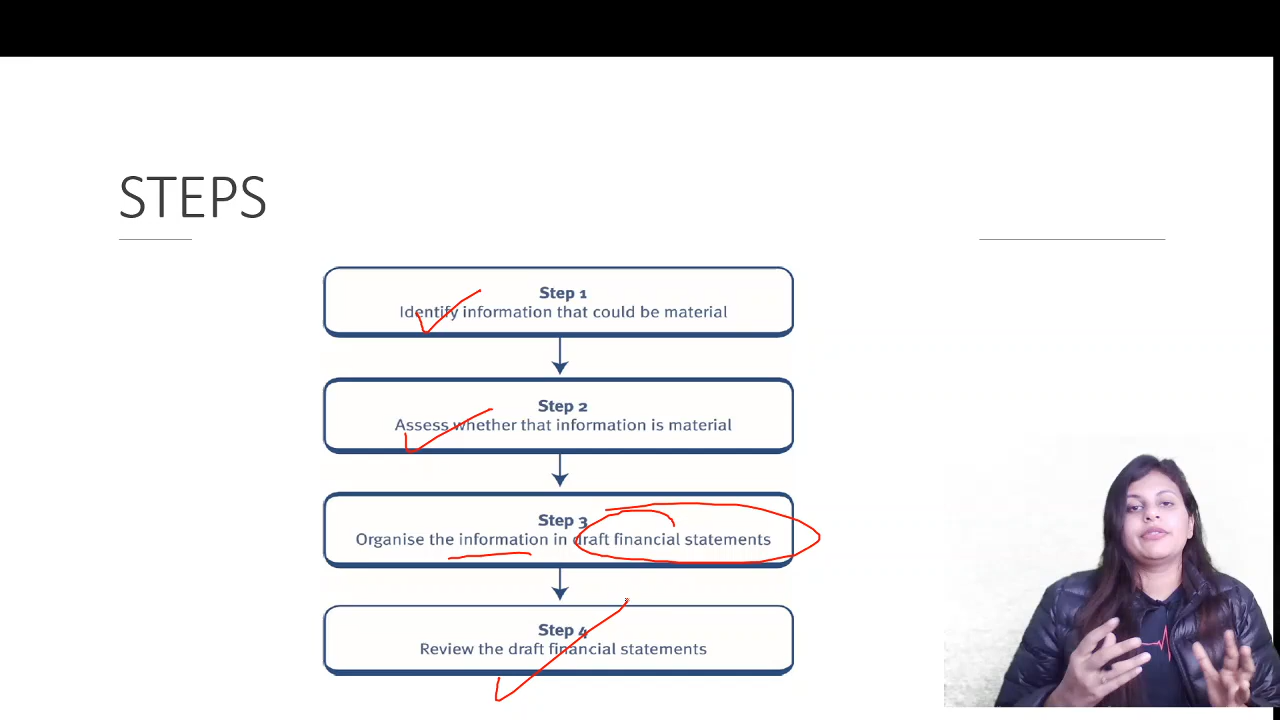 STEPS
Step 1
Identify information that could be material
Step 2
Assess whether that information is material
Step 3
Organise the information in draft financial statements
Step 4
Review the draft financial statements